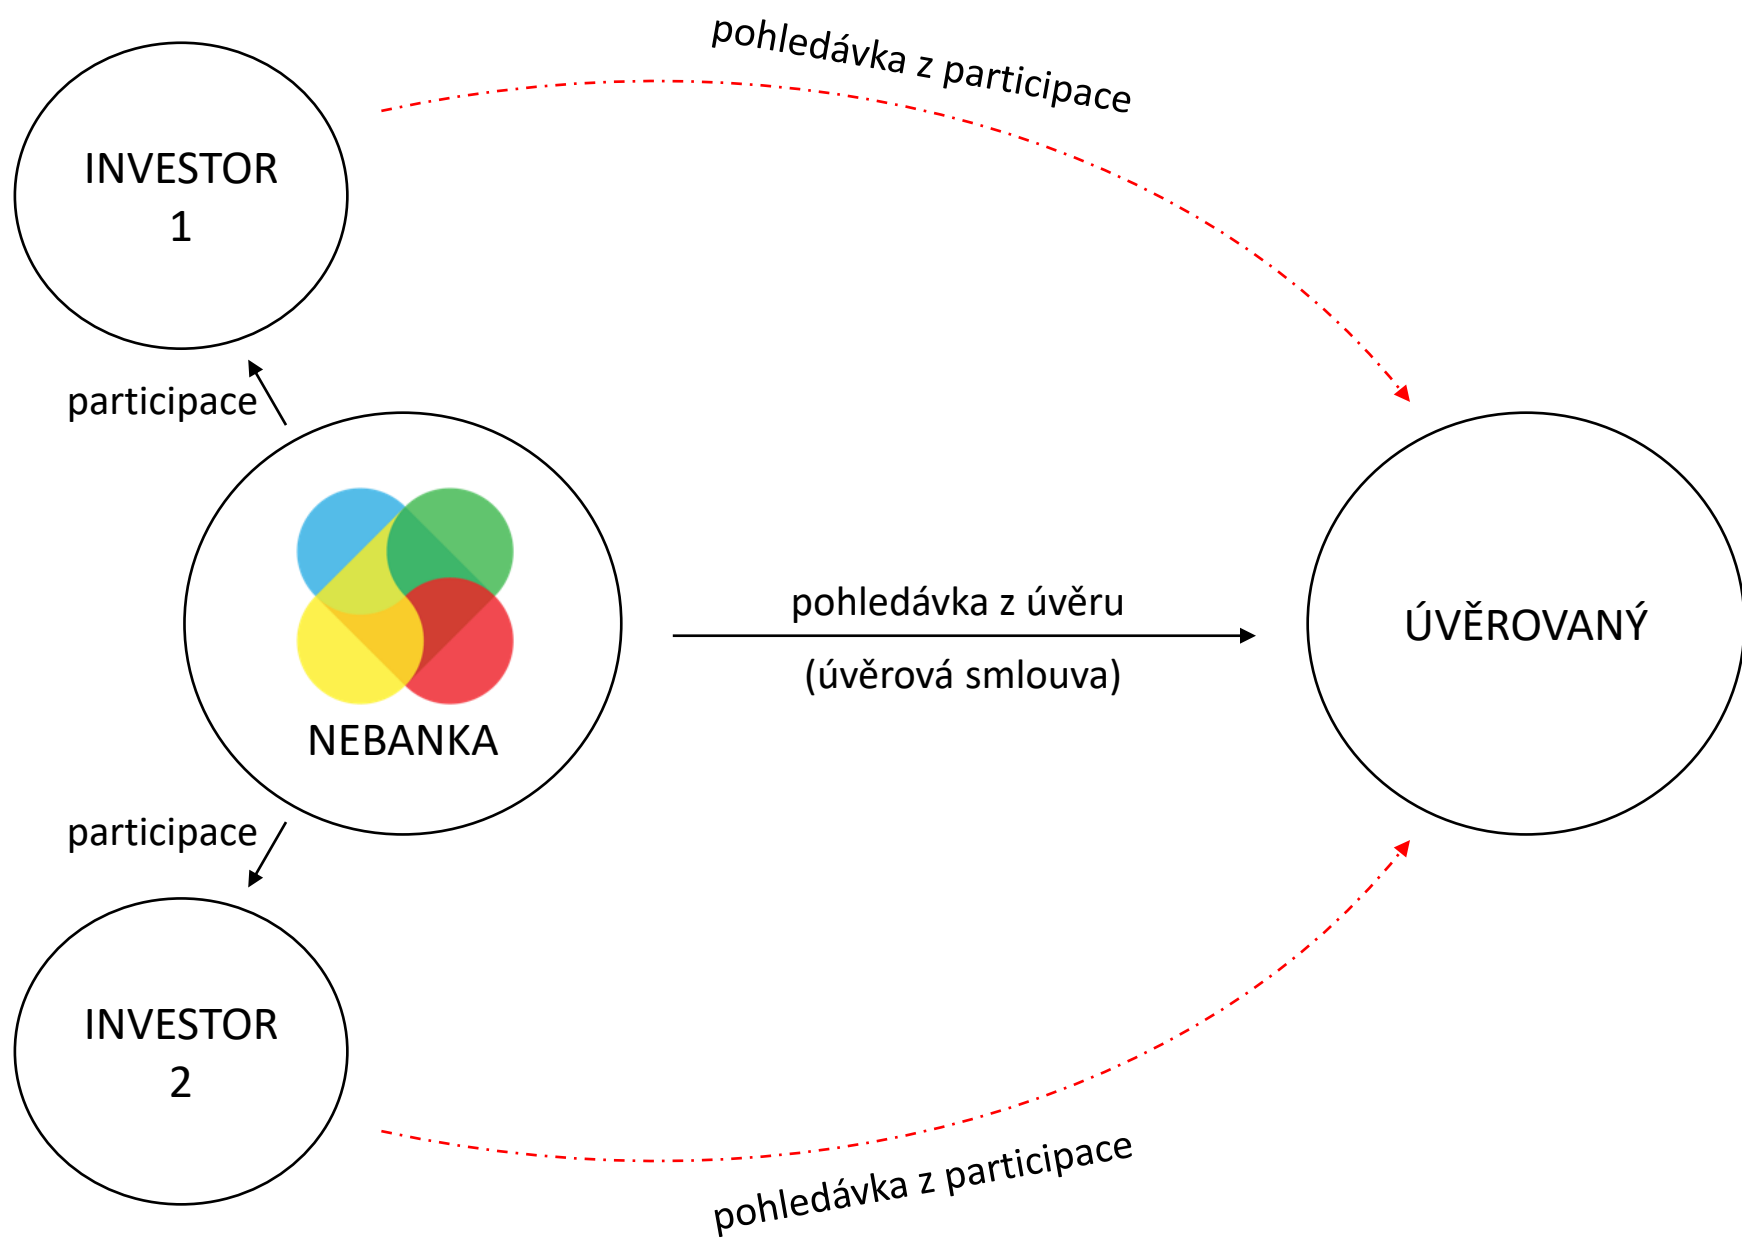 pohledávka z participace
INVESTOR
1
participace
pohledávka z úvěru
(úvěrová smlouva)
ÚVĚROVANÝ
NEBANKA
participace
INVESTOR
2
pohledávka z participace